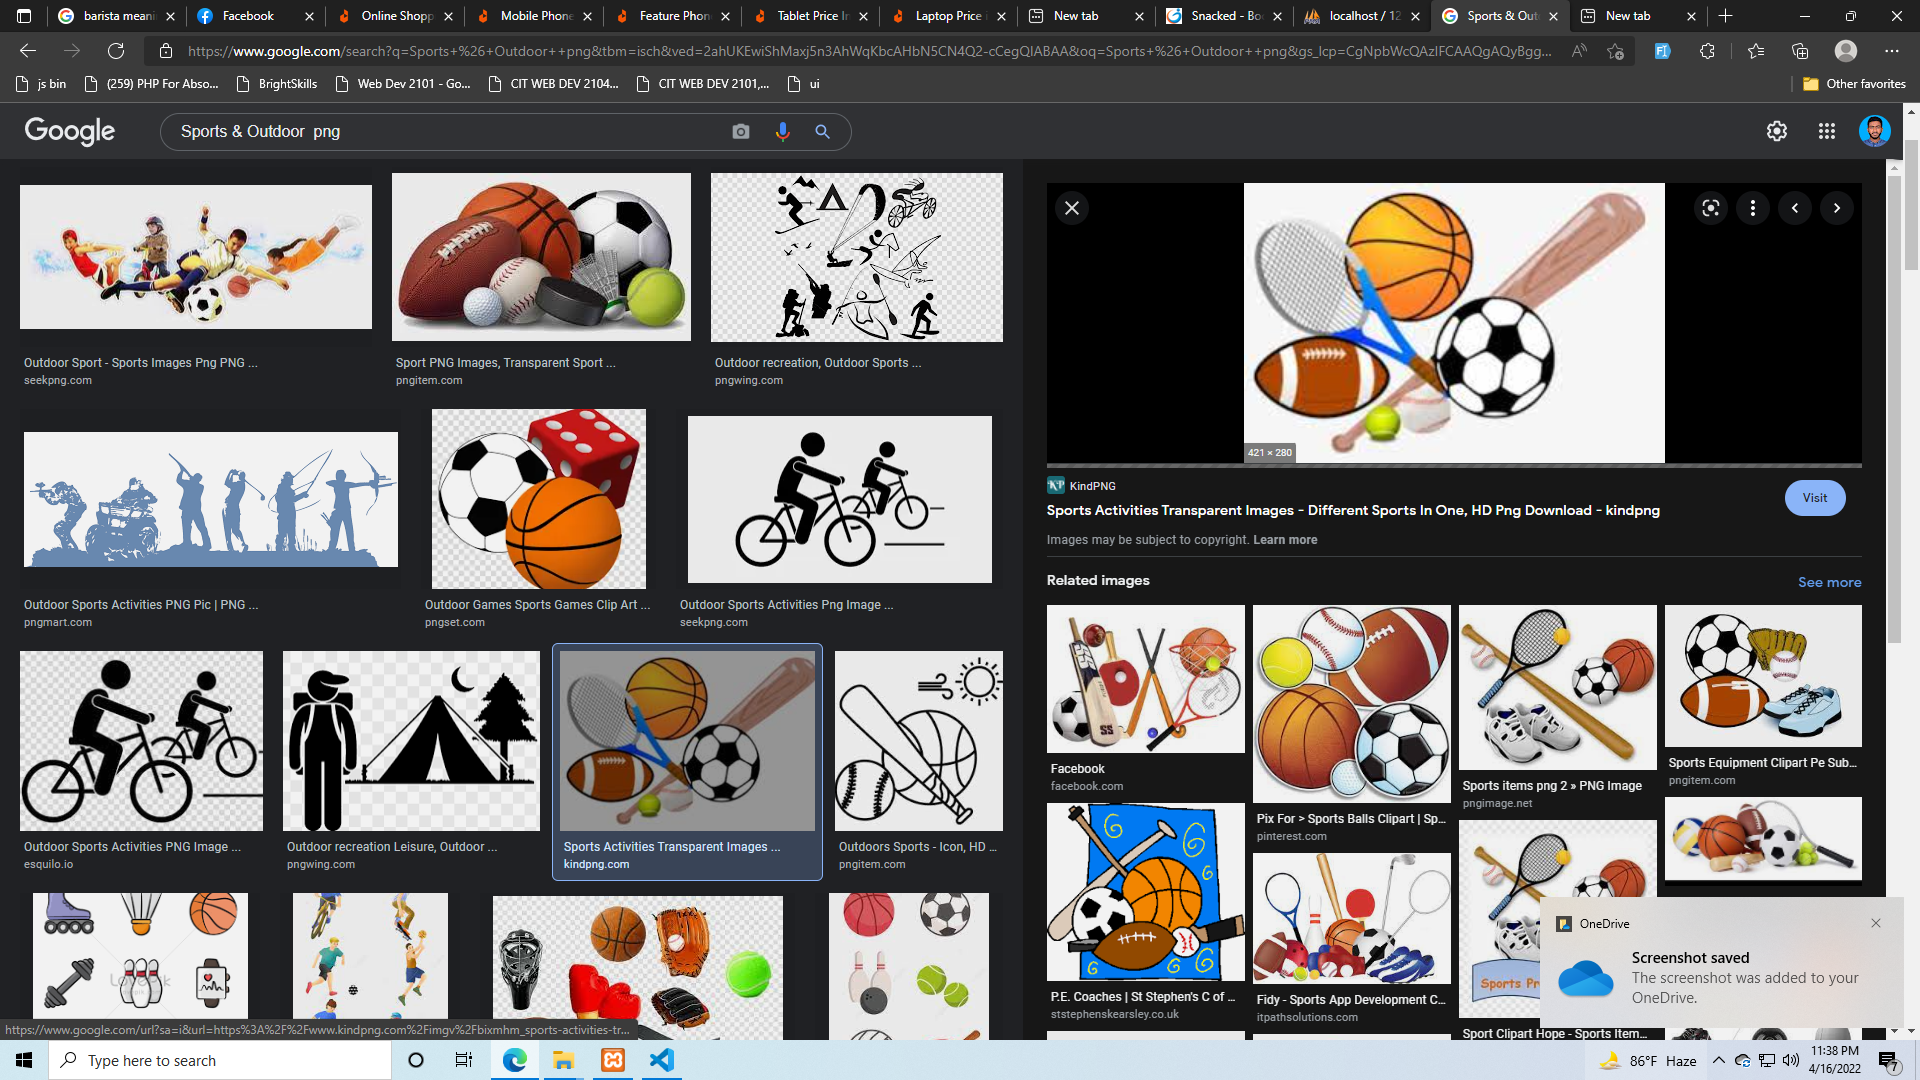 barista meani
Facebook
Online Shopp
Mobile Phone
Feature Phon
Tablet Price In
Laptop Price i
New tab
Snacked - Boo
localhost / 12
Sports & Outd
New tab
https://www.google.com/search?q=Sports+%26+Outdoor++png&tbm=isch&ved=2ahUKEwiShMaxj5n3AhWqKbcAHbN5CN4Q2-cCegQIABAA&oq=Sports+%26+Outdoor++png&gs_lcp=CgNpbWcQAzIFCAAQgAQyBgg...
js bin
(259) PHP For Abso...
BrightSkills
Web Dev 2101 - Go...
CIT WEB DEV 2104...
CIT WEB DEV 2101,...
ui
Other favorites
Google
Sports & Outdoor  png
Outdoor Sport - Sports Images Png PNG ...
seekpng.com
Sport PNG Images, Transparent Sport ...
pngitem.com
Outdoor recreation, Outdoor Sports ...
pngwing.com
Outdoor Sports Activities PNG Pic | PNG ...
pngmart.com
Outdoor Games Sports Games Clip Art ...
pngset.com
Outdoor Sports Activities Png Image ...
seekpng.com
Outdoor Sports Activities PNG Image ...
esquilo.io
Outdoor recreation Leisure, Outdoor ...
pngwing.com
Sports Activities Transparent Images ...
kindpng.com
Outdoors Sports - Icon, HD ...
pngitem.com
https://www.google.com/url?sa=i&url=https%3A%2F%2Fwww.kindpng.com%2Fimgv%2Fbixmhm_sports-activities-tr...
421 × 280
KindPNG
Visit
Sports Activities Transparent Images - Different Sports In One, HD Png Download - kindpng
Images may be subject to copyright. Learn more
Related images
See more
SS
Facebook
facebook.com
Pix For > Sports Balls Clipart | Sp...
pinterest.com
Sports items png 2 » PNG Image
pngimage.net
Sports Equipment Clipart Pe Sub...
pngitem.com
P.E. Coaches | St Stephen's C of ...
ststephenskearsley.co.uk
Fidy - Sports App Development C...
itpathsolutions.com
Sports Pr
Sport Clipart Hope - Sports Item...
OneDrive
Screenshot saved
The screenshot was added to your
OneDrive.
Type here to search
86°F Haze
11:38 PM
4/16/2022
7